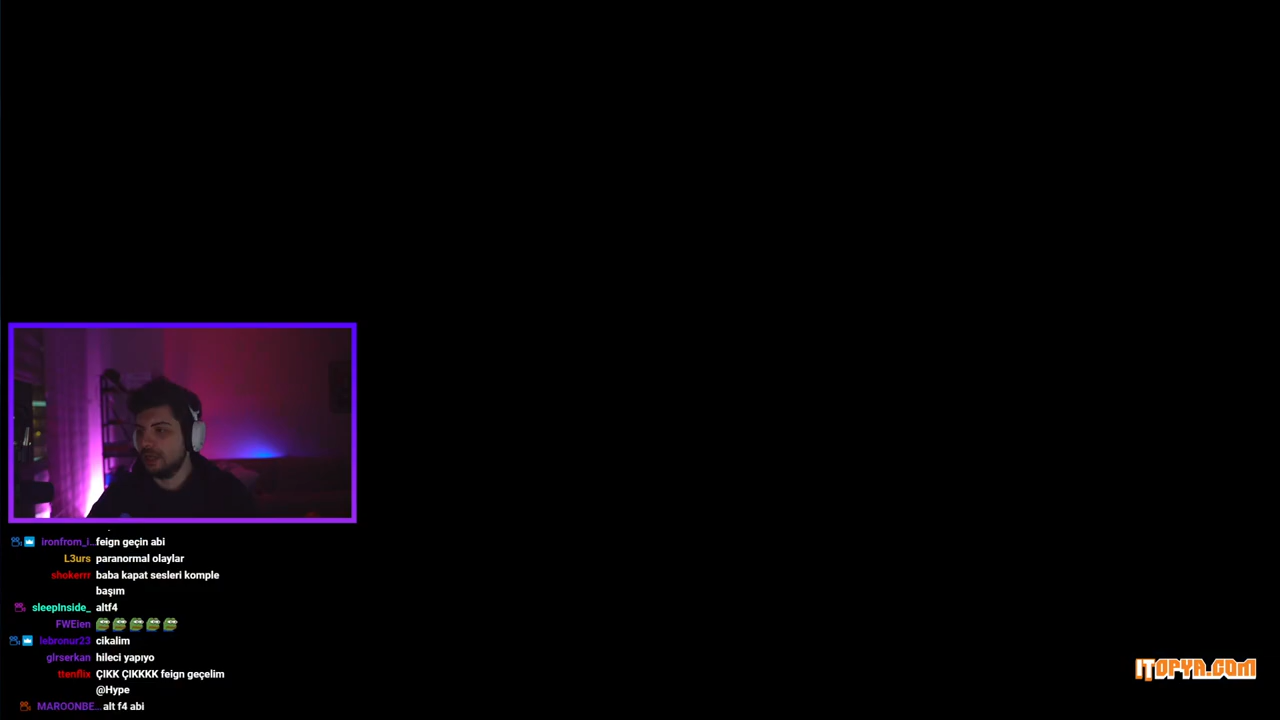 ironfrom_i... feign geçin abi
L3urs paranormal olaylar
shokerrr baba kapat sesleri komple
başım
sleepInside_ altf4
FWEien
lebronur23 cikalim
glrserkan hileci yapıyo
ttenflix ÇIKK ÇIKKKK feign geçelim
@Hype
MAROONBE... alt f4 abi
ITOPYA.COM